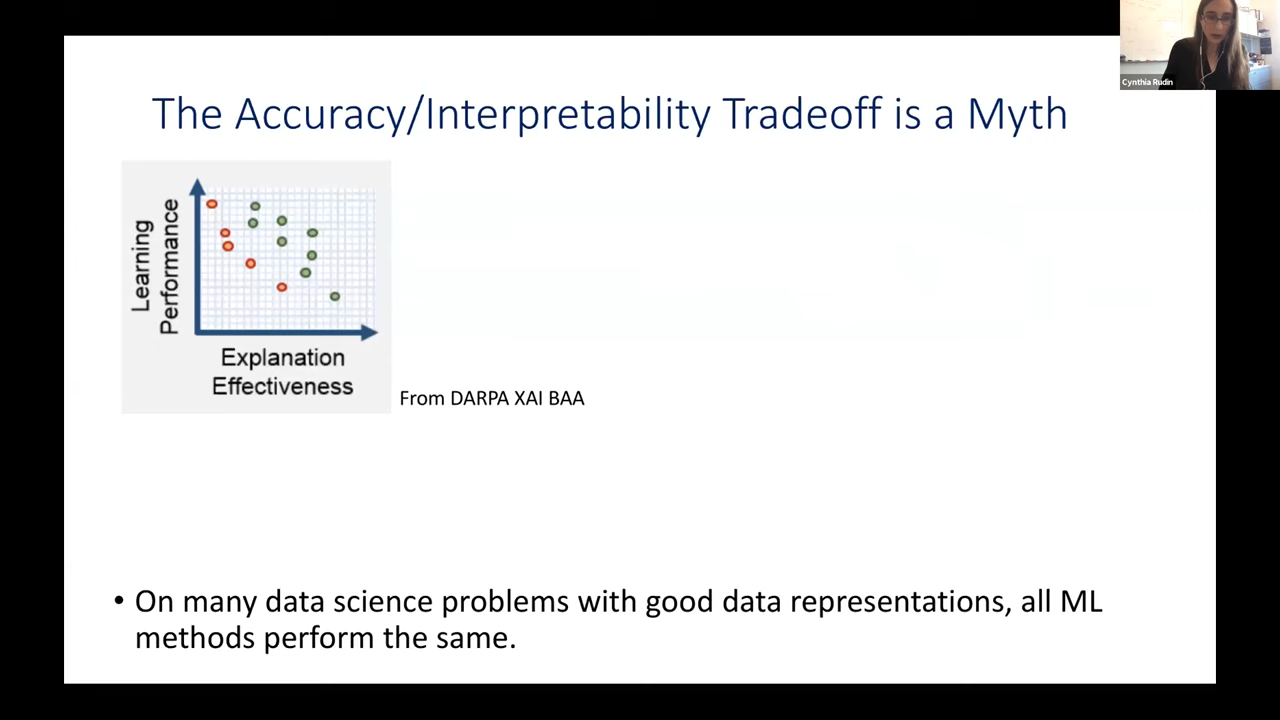 Cynthia Rudin
The Accuracy/Interpretability Tradeoff is a Myth
Learning
Performance
Explanation
Effectiveness
From DARPA XAI BAA
• On many data science problems with good data representations, all ML
methods perform the same.